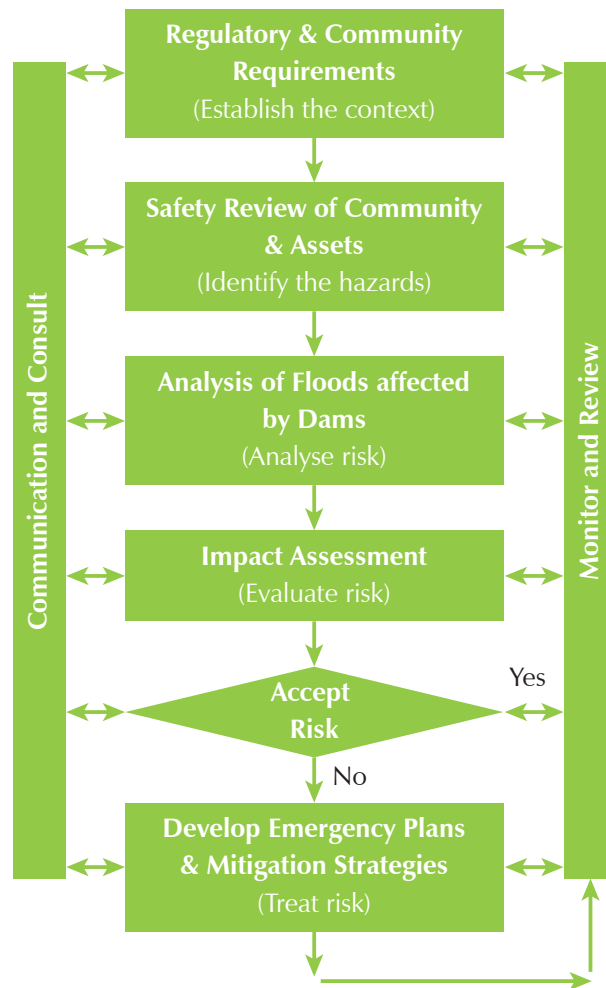 Regulatory & Community
Requirements
(Establish the context)
Safety Review of Community
& Assets
(Identify the hazards)
Analysis of Floods affected
by Dams
(Analyse risk)
Impact Assessment
(Evaluate risk)
Accept
Risk
Yes
No
Develop Emergency Plans
& Mitigation Strategies
(Treat risk)
Communication and Consult
Monitor and Review